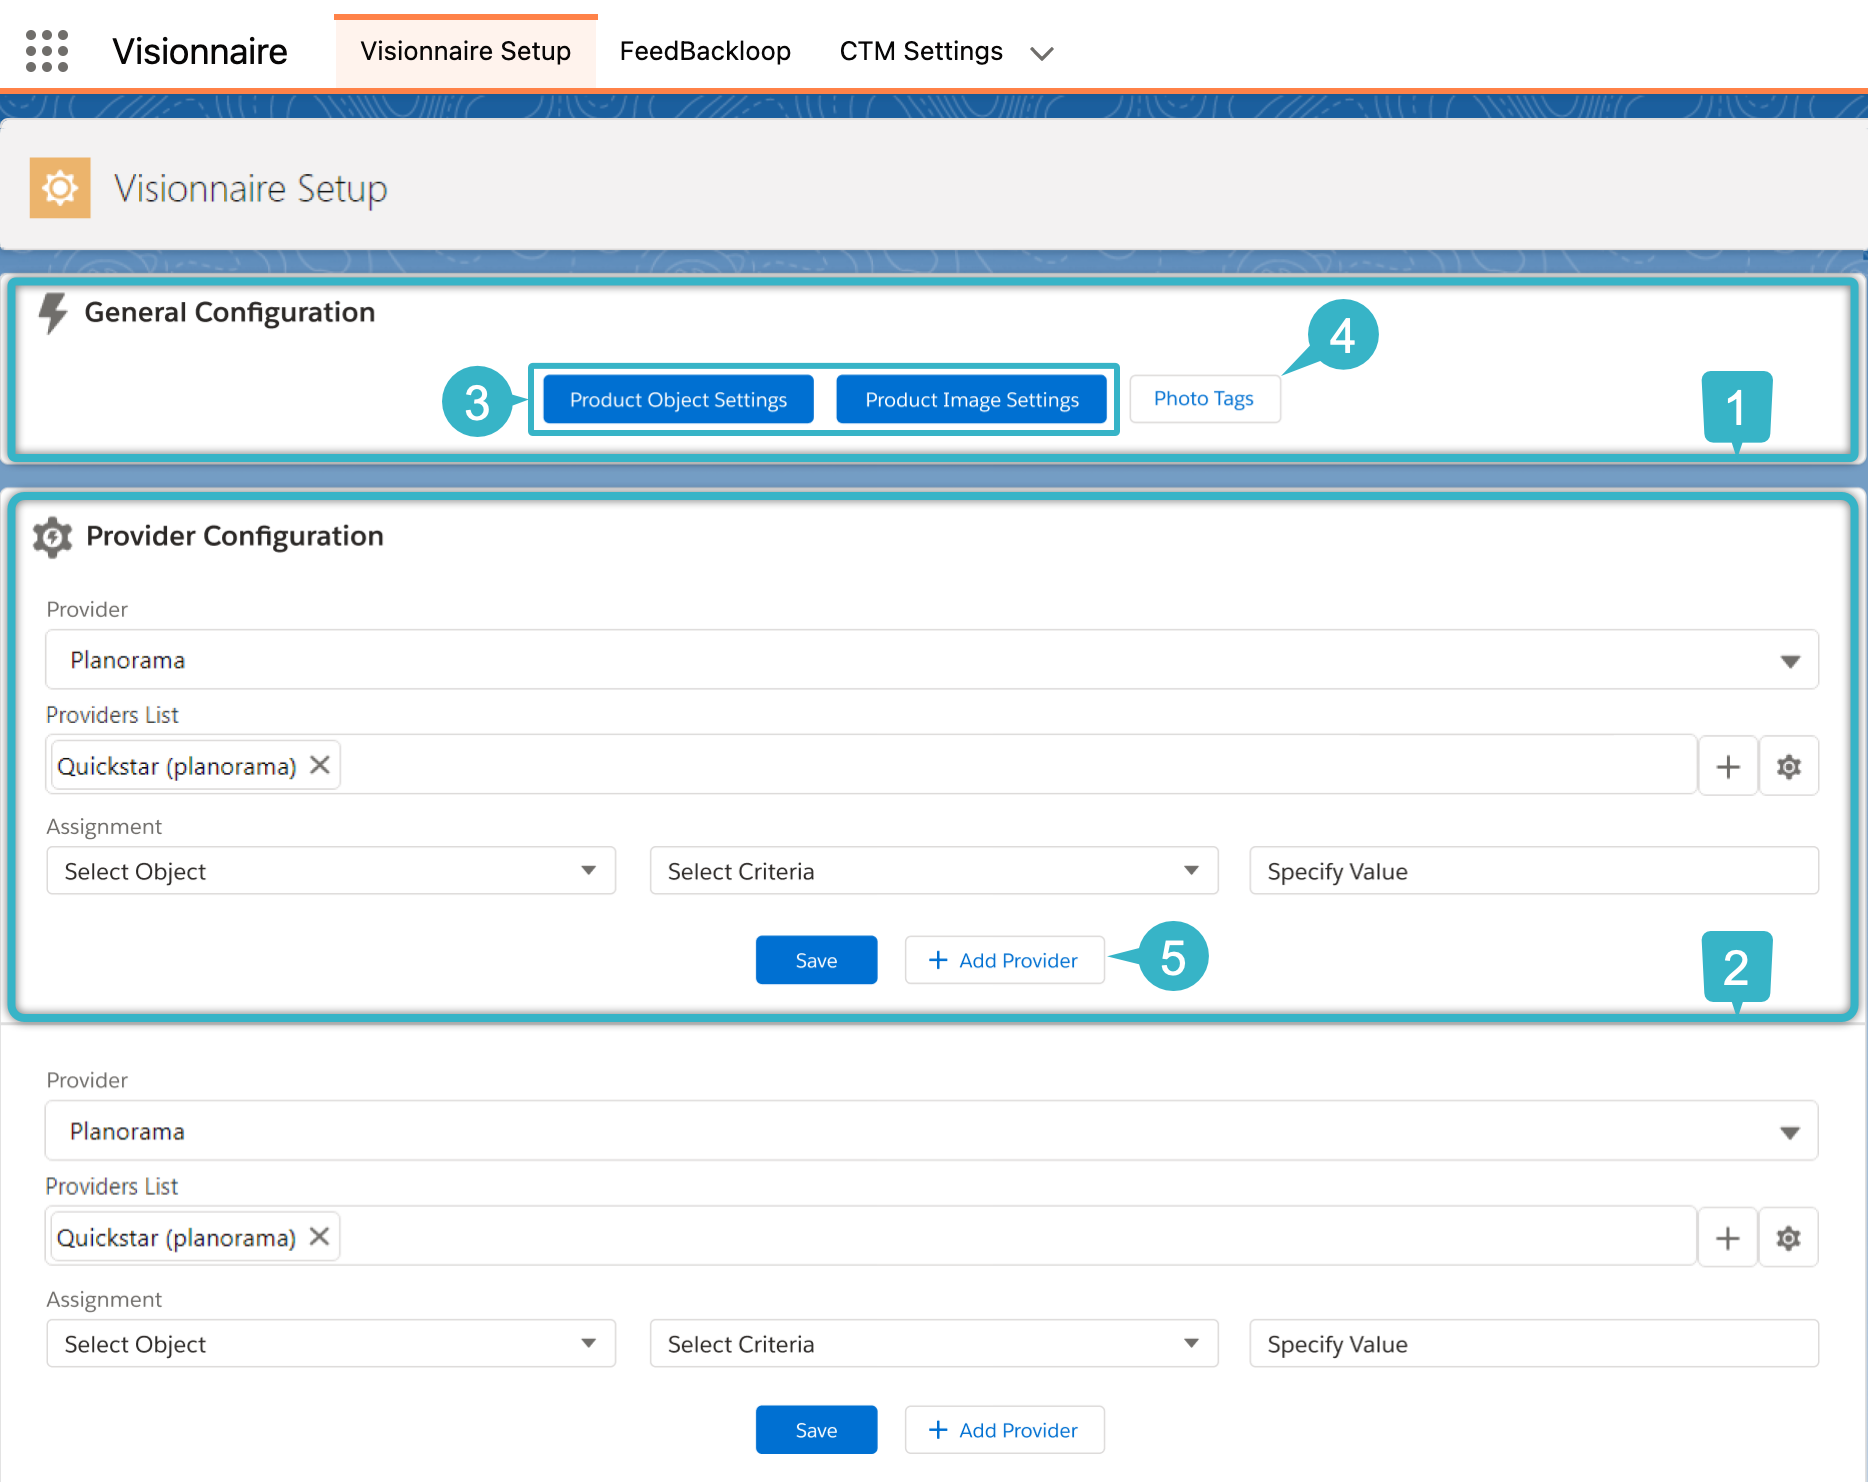 Visionnaire Visionnaire Setup FeedBackloop CTM Settings
Visionnaire Setup
General Configuration
4
3 Product Object Settings Product Image Settings Photo Tags 1
Provider Configuration
Provider
Planorama
Providers List
Quickstar (planorama)
Assignment
Select Object Select Criteria Specify Value
Save + Add Provider 5 2
Provider
Planorama
Providers List
Quickstar (planorama)
Assignment
Select Object Select Criteria Specify Value
Save + Add Provider